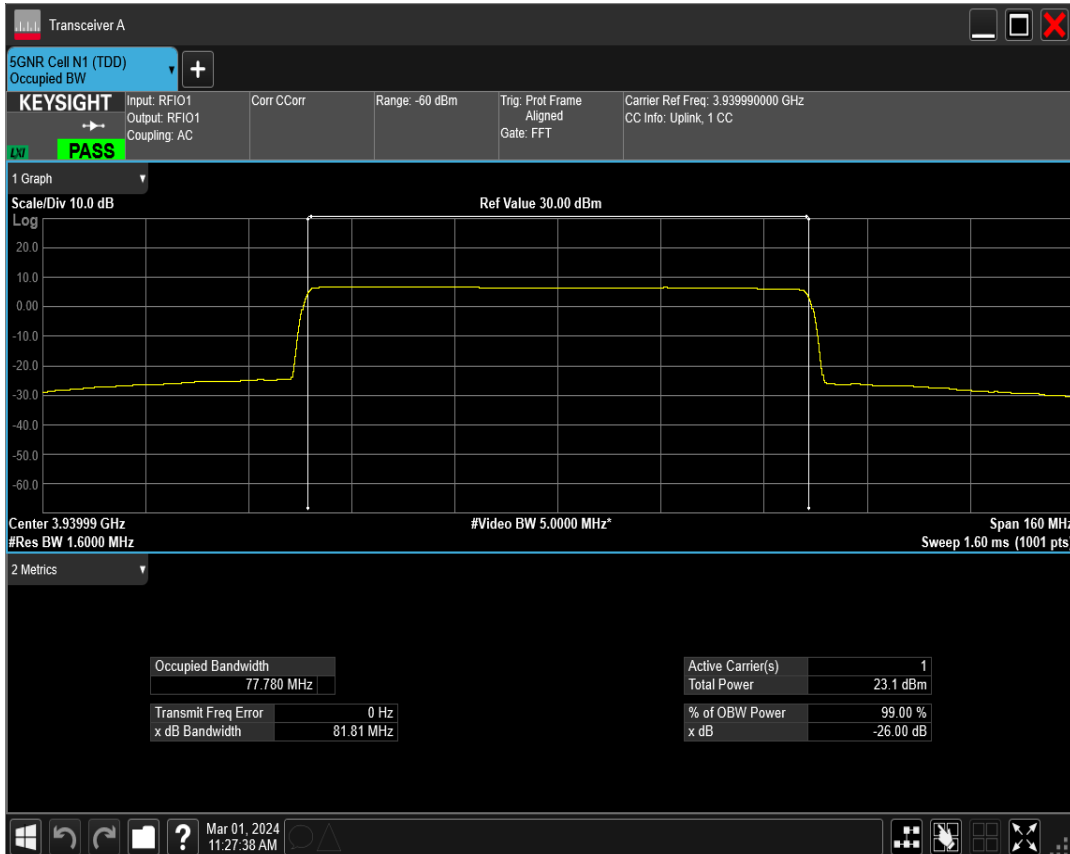 Transceiver A
5GNR Cell N1 (TDD)
Occupied BW
+
KEYSIGHT
LXI
PASS
Input: RFIO1
Output: RFIO1
Coupling: AC
Corr CCorr
Range: -60 dBm
Trig: Prot Frame
Aligned
Gate: FFT
Carrier Ref Freq: 3.939990000 GHz
CC Info: Uplink, 1 CC
1 Graph
Scale/Div 10.0 dB
Ref Value 30.00 dBm
Log
20.0
10.0
0.00
-10.0
-20.0
-30.0
-40.0
-50.0
-60.0
Center 3.93999 GHz
#Video BW 5.0000 MHz*
Span 160 MHz
#Res BW 1.6000 MHz
Sweep 1.60 ms (1001 pts)
2 Metrics
Occupied Bandwidth
77.780 MHz
Transmit Freq Error 0 Hz
x dB Bandwidth 81.81 MHz
Active Carrier(s) 1
Total Power 23.1 dBm
% of OBW Power 99.00 %
x dB -26.00 dB
?
Mar 01, 2024
11:27:38 AM